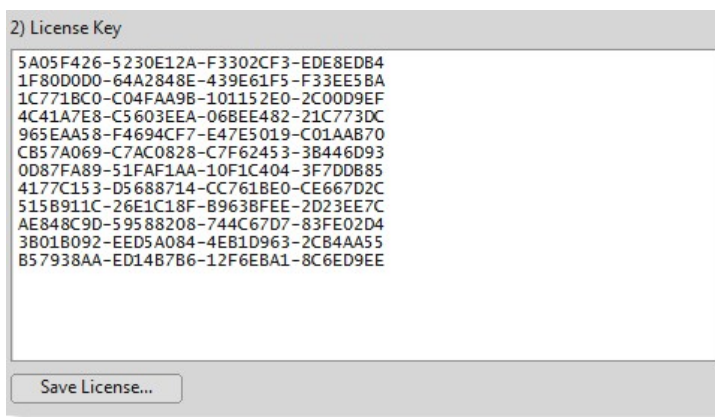 2) License Key
5A05F426-5230E12A-F3302CF3-EDE8EDB4
1F80D0D0-64A2848E-439E61F5-F33EE5BA
1C771BC0-C04FAA9B-101152E0-2C00D9EF
4C41A7E8-C5603EEA-06BEE482-21C773DC
965EAA58-F4694CF7-E47E5019-C01AAB70
CB57A069-C7AC0828-C7F62453-3B446D93
0D87FA89-51FAF1AA-10F1C404-3F7DDB85
4177C153-D5688714-CC761BE0-CE667D2C
515B911C-26E1C18F-B963BFEE-2D23EE7C
AE848C9D-59588208-744C67D7-83FE02D4
3B01B092-EED5A084-4EB1D963-2CB4AA55
B57938AA-ED14B7B6-12F6EBA1-8C6ED9EE
Save License...